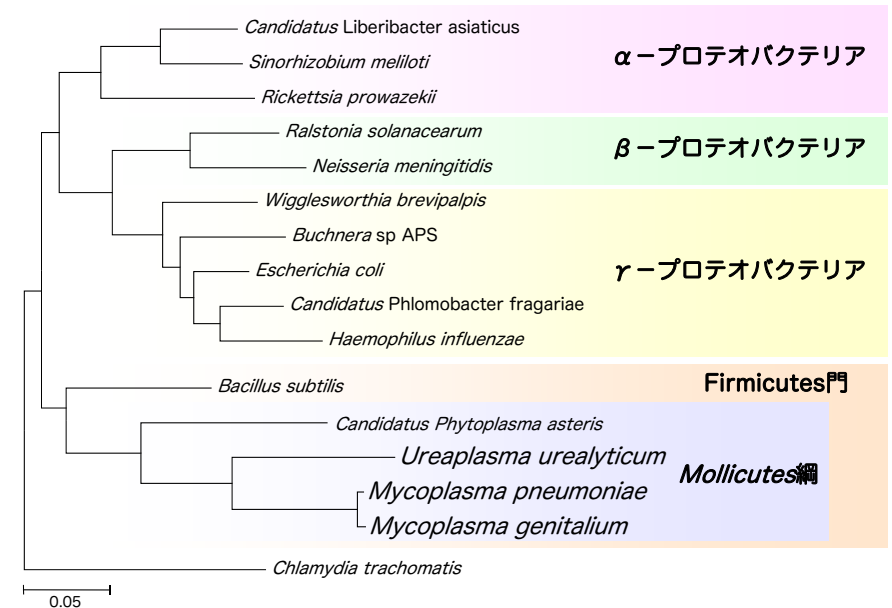 Candidatus Liberibacter asiaticus
Sinorhizobium meliloti
Rickettsia prowazekii
α－プロテオバクテリア
Ralstonia solanacearum
Neisseria meningitidis
β－プロテオバクテリア
Wigglesworthia brevipalpis
Buchnera sp APS
Escherichia coli
Candidatus Phlomobacter fragariae
Haemophilus influenzae
γ－プロテオバクテリア
Bacillus subtilis
Firmicutes門
Candidatus Phytoplasma asteris
Ureaplasma urealyticum
Mycoplasma pneumoniae
Mycoplasma genitalium
Mollicutes綱
Chlamydia trachomatis
0.05